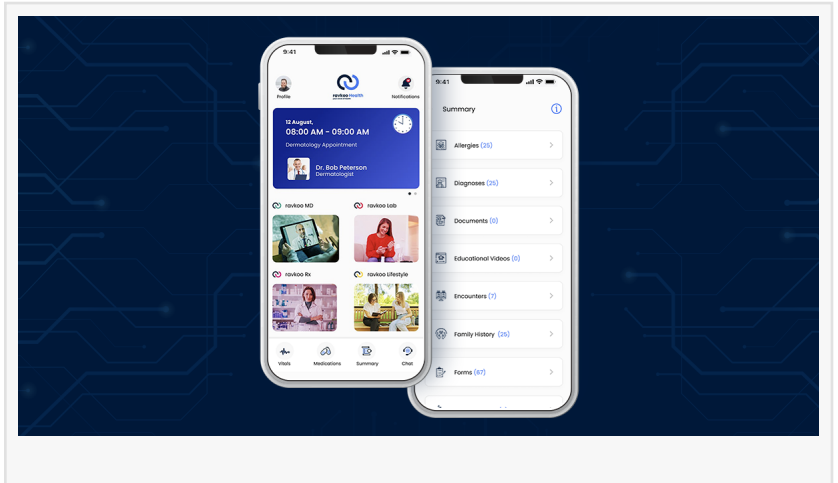 9:41
Profile
ravkoo Health
Notifications
12 August,
08:00 AM - 09:00 AM
Dermatology Appointment
Dr. Bob Peterson
Dermatologist
ravkoo MD
ravkoo Lab
ravkoo Rx
ravkoo Lifestyle
Vitals
Medications
Summary
Chat
9:41
Summary
Allergies (25)
Diagnoses (25)
Documents (0)
Educational Videos (0)
Encounters (7)
Family History (25)
Forms (67)